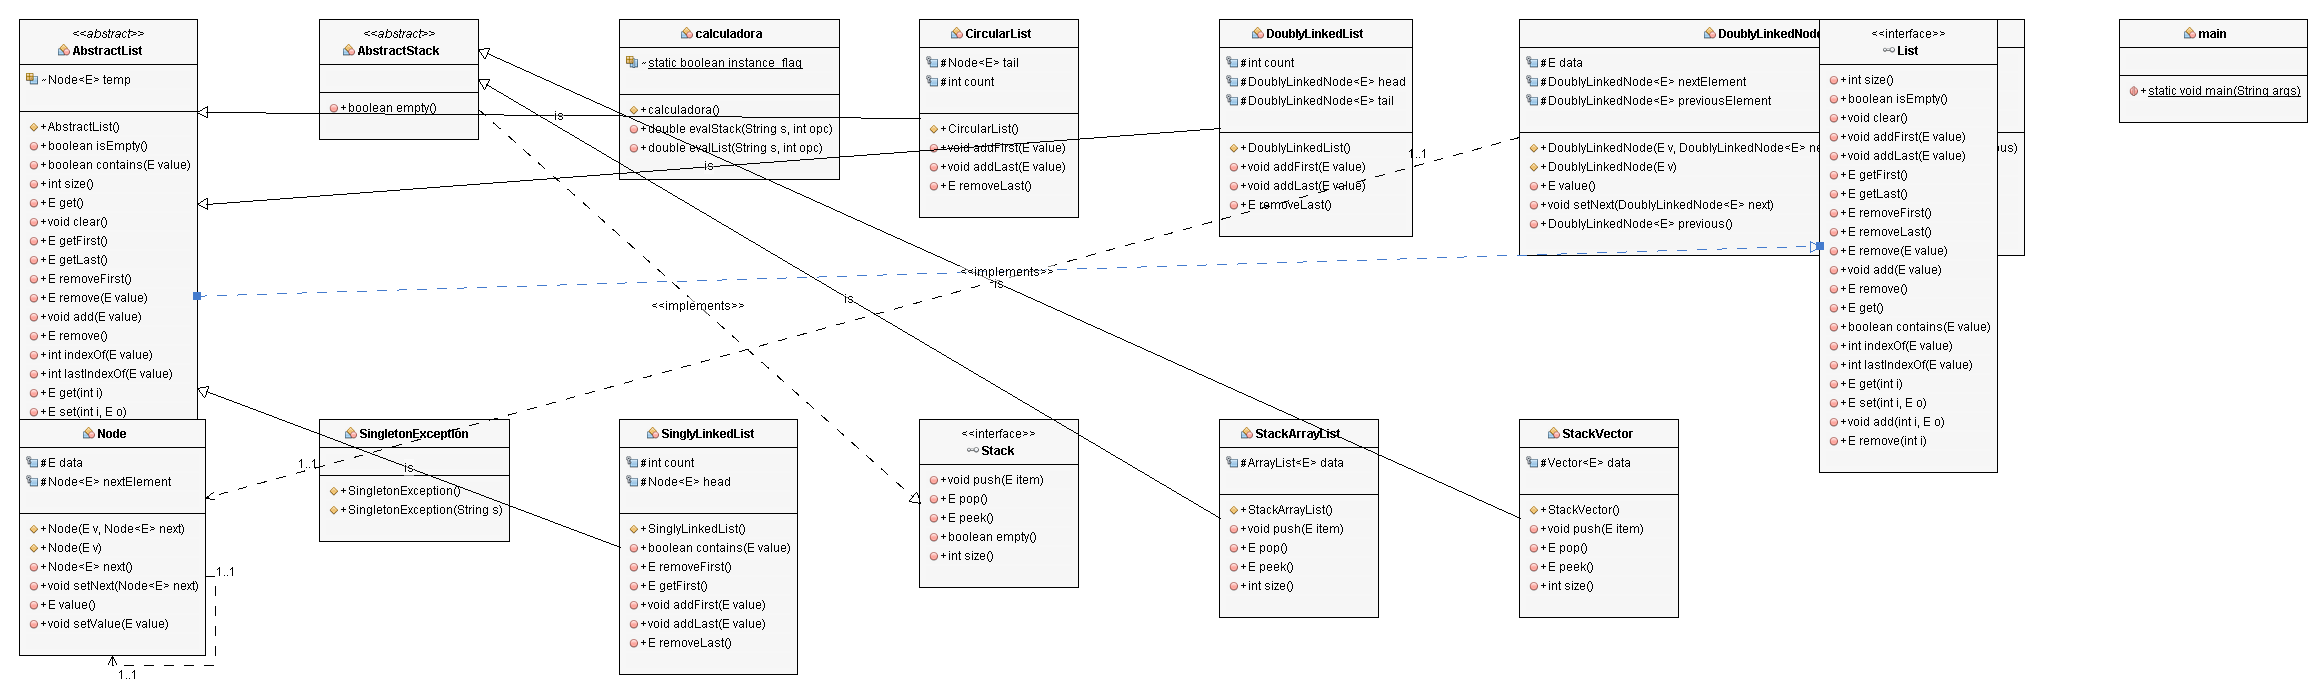 <<abstract>>
AbstractList
~Node<E> temp
+AbstractList()
+boolean isEmpty()
+boolean contains(E value)
+int size()
+E get()
+void clear()
+E getFirst()
+E getLast()
+E removeFirst()
+E remove(E value)
+void add(E value)
+E remove()
+int indexOf(E value)
+int lastIndexOf(E value)
+E get(int i)
+E set(int i, E o)
<<abstract>>
AbstractStack
+boolean empty()
calculadora
~static boolean instance_flag
+calculadora()
+double evalStack(String s, int opc)
+double evalList(String s, int opc)
CircularList
#Node<E> tail
#int count
+CircularList()
+void addFirst(E value)
+void addLast(E value)
+E removeLast()
DoublyLinkedList
#int count
#DoublyLinkedNode<E> head
#DoublyLinkedNode<E> tail
+DoublyLinkedList()
+void addFirst(E value)
+void addLast(E value)
+E removeLast()
DoublyLinkedNode
#E data
#DoublyLinkedNode<E> nextElement
#DoublyLinkedNode<E> previousElement
+DoublyLinkedNode(E v, DoublyLinkedNode<E>
+DoublyLinkedNode(E v)
+E value()
+void setNext(DoublyLinkedNode<E> next)
+DoublyLinkedNode<E> previous()
<<interface>>
List
+int size()
+boolean isEmpty()
+void clear()
+void addFirst(E value)
+void addLast(E value)
+E getFirst()
+E getLast()
+E removeFirst()
+E removeLast()
+E remove(E value)
+void add(E value)
+E remove()
+E get()
+boolean contains(E value)
+int indexOf(E value)
+int lastIndexOf(E value)
+E get(int i)
+E set(int i, E o)
+void add(int i, E o)
+E remove(int i)
main
+static void main(String args)
is
is
1..1
<<implements>>
is
is
<<implements>>
Node
#E data
#Node<E> nextElement
+Node(E v, Node<E> next)
+Node(E v)
+Node<E> next()
+void setNext(Node<E> next)
+E value()
+void setValue(E value)
1..1
1..1
SingletonException
+SingletonException()
+SingletonException(String s)
1..1
is
SinglyLinkedList
#int count
#Node<E> head
+SinglyLinkedList()
+boolean contains(E value)
+E removeFirst()
+E getFirst()
+void addFirst(E value)
+void addLast(E value)
+E removeLast()
<<interface>>
Stack
+void push(E item)
+E pop()
+E peek()
+boolean empty()
+int size()
StackArrayList
#ArrayList<E> data
+StackArrayList()
+void push(E item)
+E pop()
+E peek()
+int size()
StackVector
#Vector<E> data
+StackVector()
+void push(E item)
+E pop()
+E peek()
+int size()